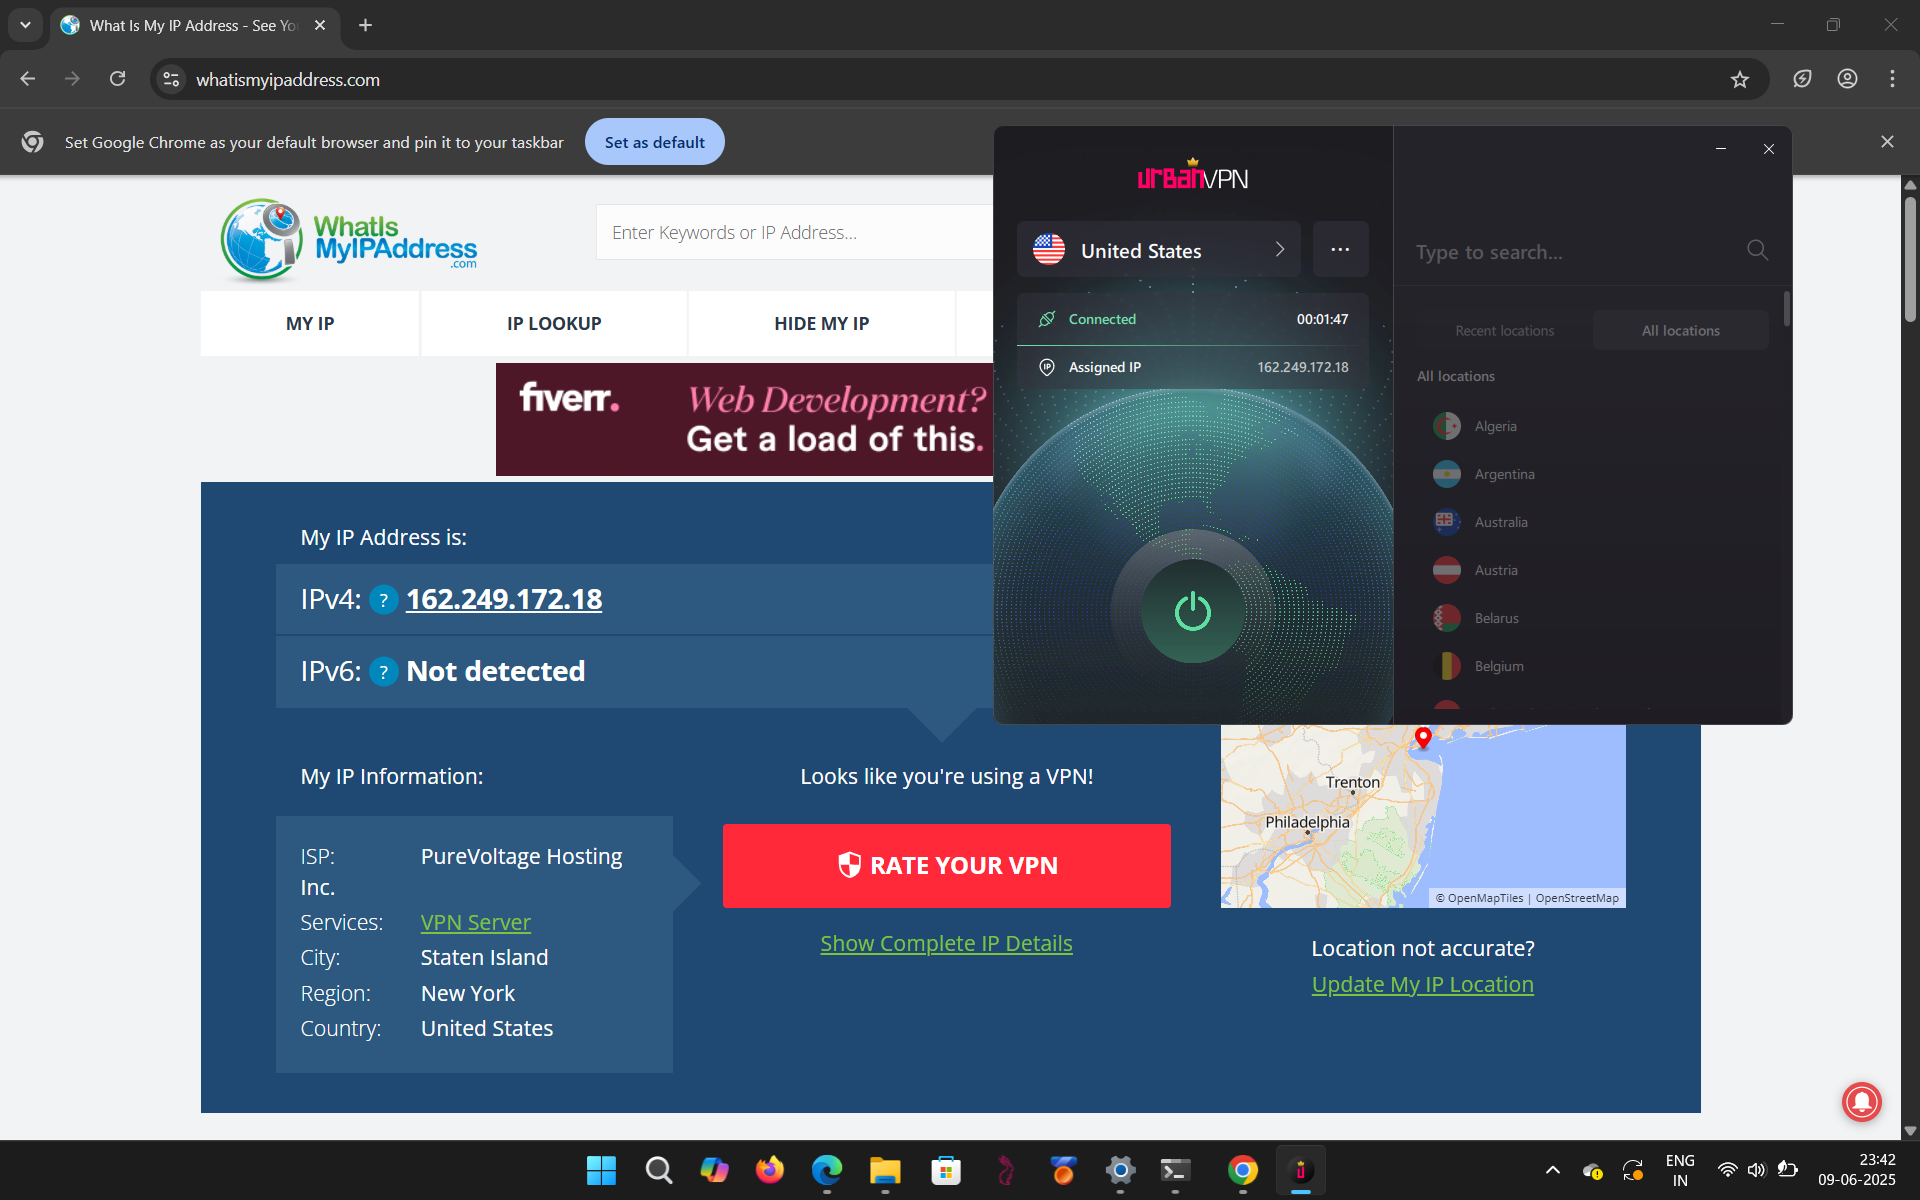 What Is My IP Address - See Yo
whatismyipaddress.com
Set Google Chrome as your default browser and pin it to your taskbar
Set as default
WhatIs
MyIPAddress
.com
Enter Keywords or IP Address...
MY IP
IP LOOKUP
HIDE MY IP
fiverr.
Web Development?
Get a load of this.
My IP Address is:
IPv4: ? 162.249.172.18
IPv6: ? Not detected
My IP Information:
ISP: PureVoltage Hosting
Inc.
Services: VPN Server
City: Staten Island
Region: New York
Country: United States
Looks like you're using a VPN!
RATE YOUR VPN
Show Complete IP Details
Trenton
Philadelphia
© OpenMapTiles | OpenStreetMap
Location not accurate?
Update My IP Location
urbanVPN
United States
...
Connected 00:01:47
IP Assigned IP 162.249.172.18
Type to search...
Recent locations
All locations
All locations
Algeria
Argentina
Australia
Austria
Belarus
Belgium
ENG
IN
23:42
09-06-2025